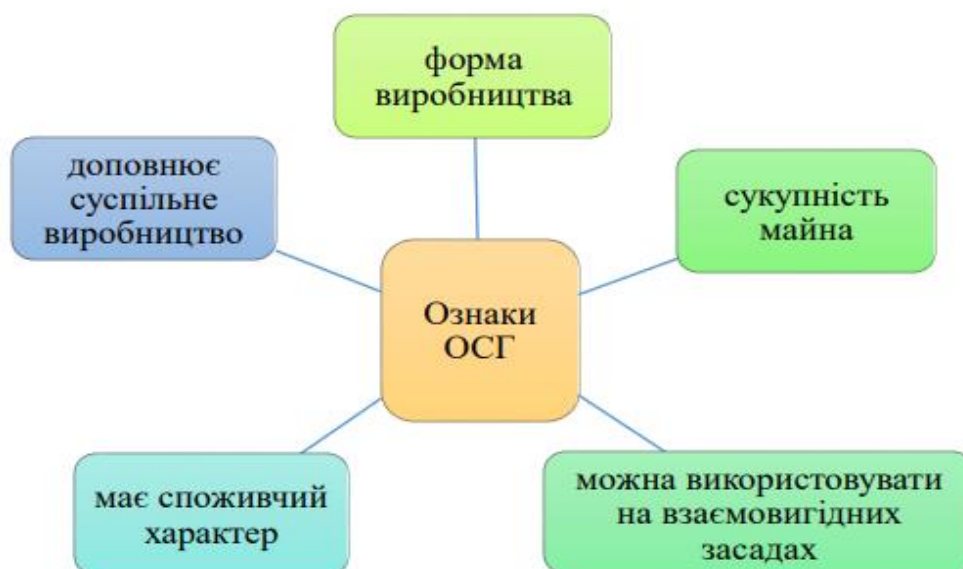 форма
виробництва
доповнює
суспільне
виробництво
сукупність
майна
Ознаки
ОСГ
має споживчий
характер
можна використовувати
на взаємовигідних
засадах